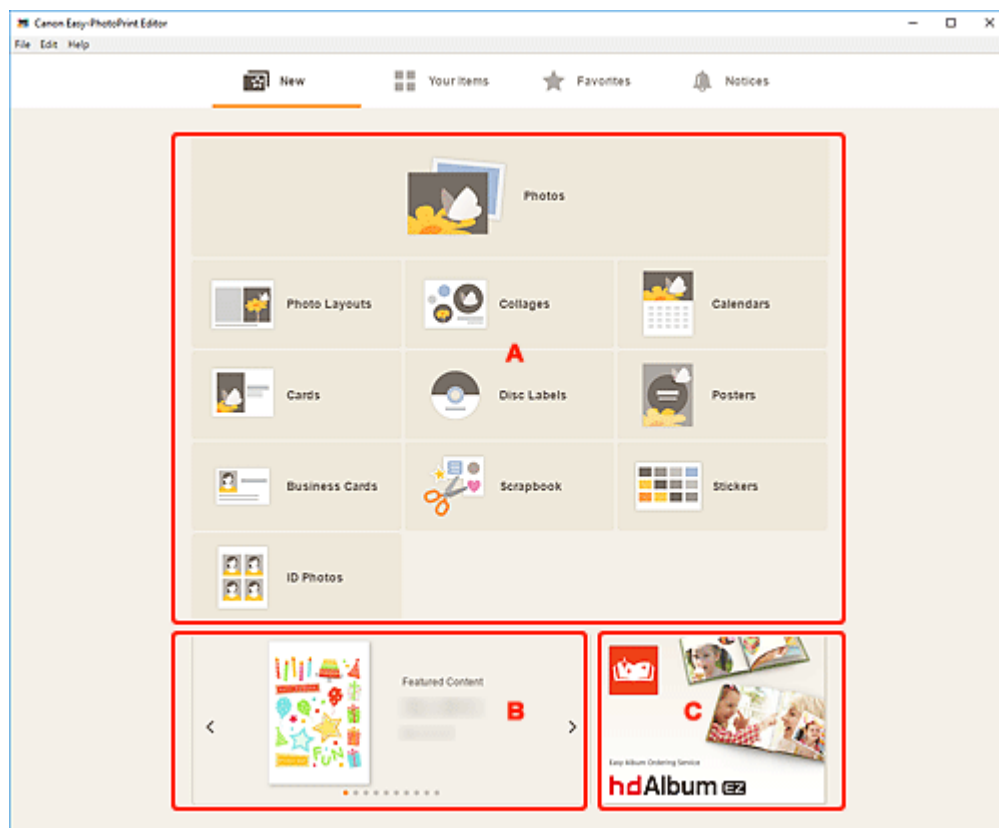 Canon Easy-PhotoPrint Editor
File Edit Help
New Your Items Favorites Notices
Photos
Photo Layouts Collages Calendars
A
Cards Disc Labels Posters
Business Cards Scrapbook Stickers
ID Photos
Featured Content
B
FUN
C
Easy Album Ordering Service
hdAlbum EZ